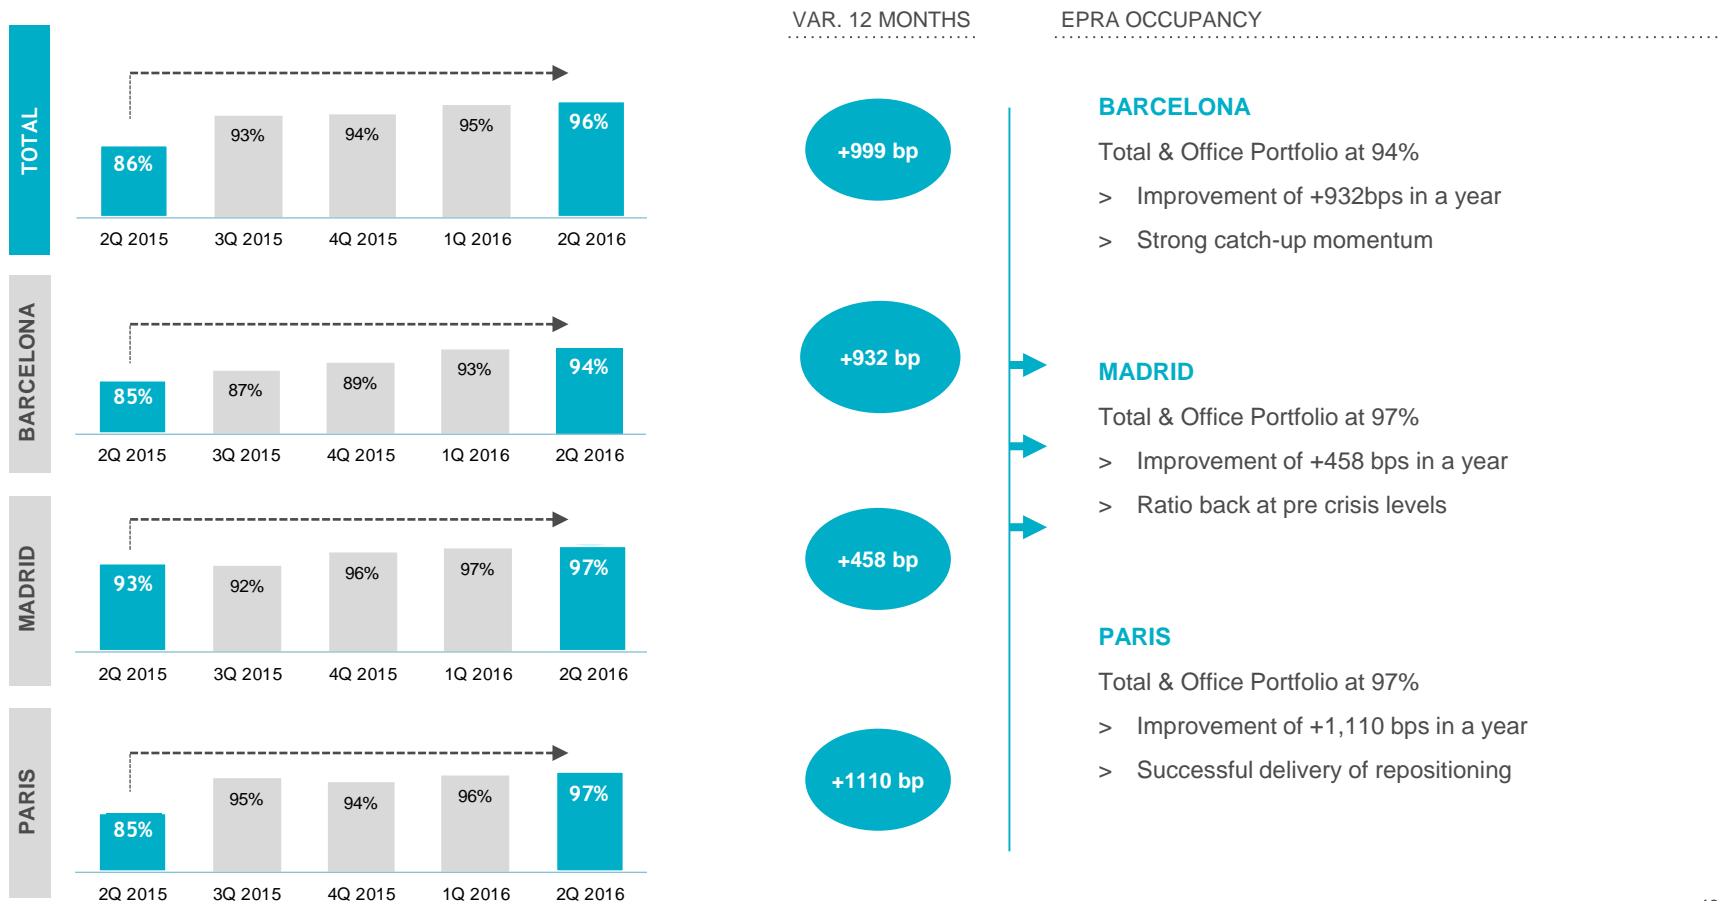 VAR. 12 MONTHS
EPRA OCCUPANCY
TOTAL
86%
93%
94%
95%
96%
2Q 2015
3Q 2015
4Q 2015
1Q 2016
2Q 2016
+999 bp
BARCELONA
85%
87%
89%
93%
94%
2Q 2015
3Q 2015
4Q 2015
1Q 2016
2Q 2016
+932 bp
MADRID
93%
92%
96%
97%
97%
2Q 2015
3Q 2015
4Q 2015
1Q 2016
2Q 2016
+458 bp
PARIS
85%
95%
94%
96%
97%
2Q 2015
3Q 2015
4Q 2015
1Q 2016
2Q 2016
+1110 bp
BARCELONA
Total & Office Portfolio at 94%
> Improvement of +932bps in a year
> Strong catch-up momentum
MADRID
Total & Office Portfolio at 97%
> Improvement of +458 bps in a year
> Ratio back at pre crisis levels
PARIS
Total & Office Portfolio at 97%
> Improvement of +1,110 bps in a year
> Successful delivery of repositioning